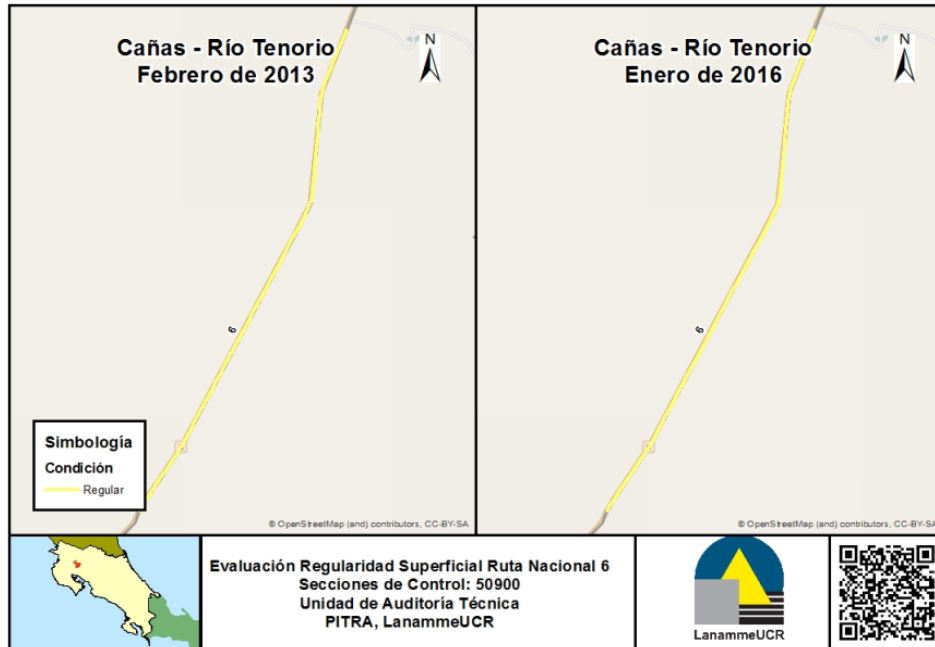 Cañas - Río Tenorio
Febrero de 2013
N
6
Simbología
Condición
Regular
© OpenStreetMap (and) contributors, CC-BY-SA
Cañas - Río Tenorio
Enero de 2016
N
6
© OpenStreetMap (and) contributors, CC-BY-SA
Evaluación Regularidad Superficial Ruta Nacional 6
Secciones de Control: 50900
Unidad de Auditoría Técnica
PITRA, LanammeUCR
LanammeUCR